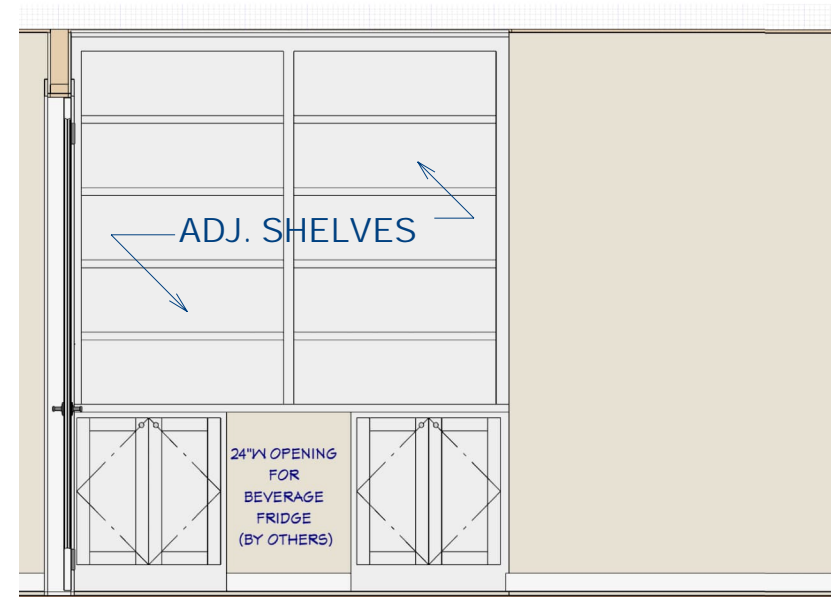 ADJ. SHELVES
24"W OPENING
FOR
BEVERAGE
FRIDGE
(BY OTHERS)